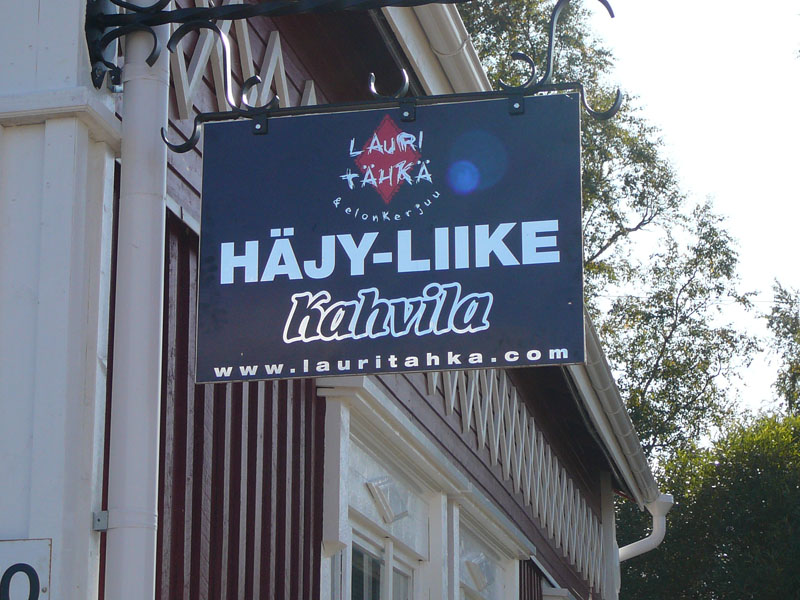 LAURI
TÄHKÄ
& elonkerjuu
HÄJY-LIIKE
Kahvila
www.lauritahka.com